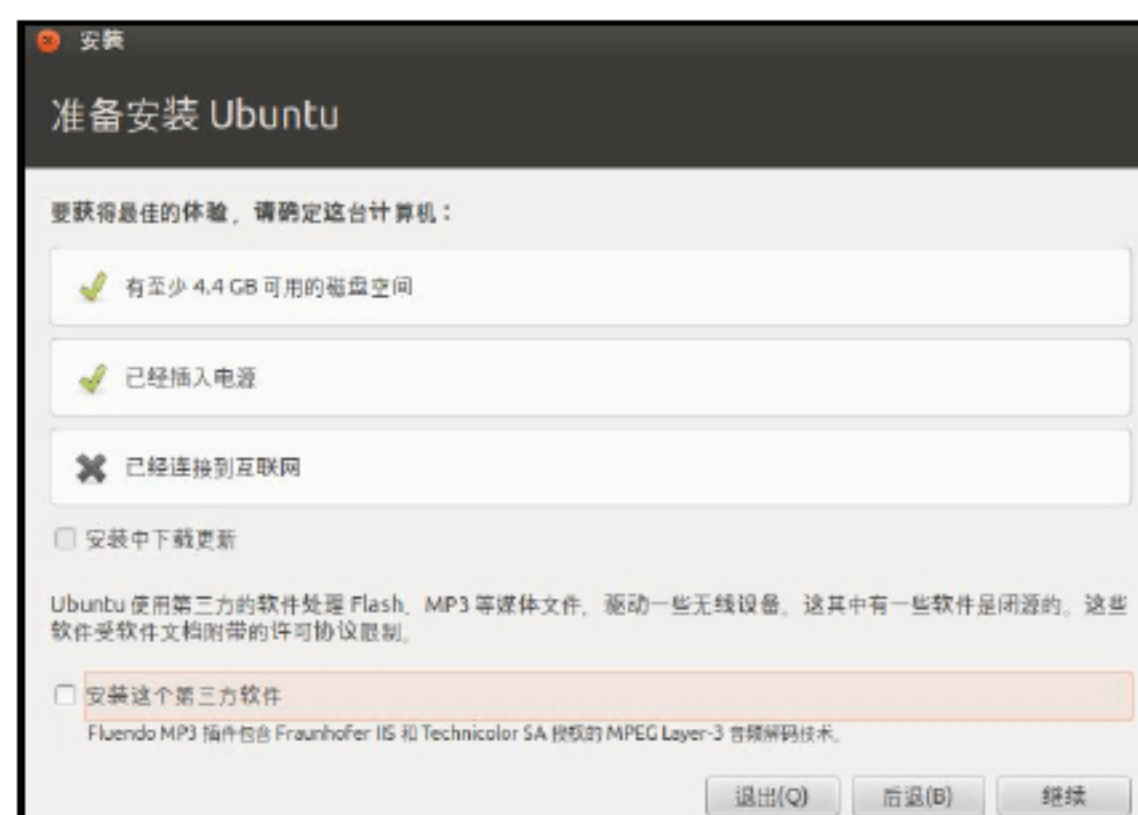 安装
准备安装 Ubuntu
要获得最佳的体验，请确定这台计算机：
有至少 4.4 GB 可用的磁盘空间
已经插入电源
已经连接到互联网
安装中下载更新
Ubuntu 使用第三方的软件处理 Flash、MP3 等媒体文件，驱动一些无线设备。这其中有一些软件是闭源的。这些
软件受软件文档附带的许可协议限制。
安装这个第三方软件
Fluendo MP3 插件包含 Fraunhofer IIS 和 Technicolor SA 授权的 MPEG Layer-3 音频解码技术。
退出(Q) 后退(B) 继续